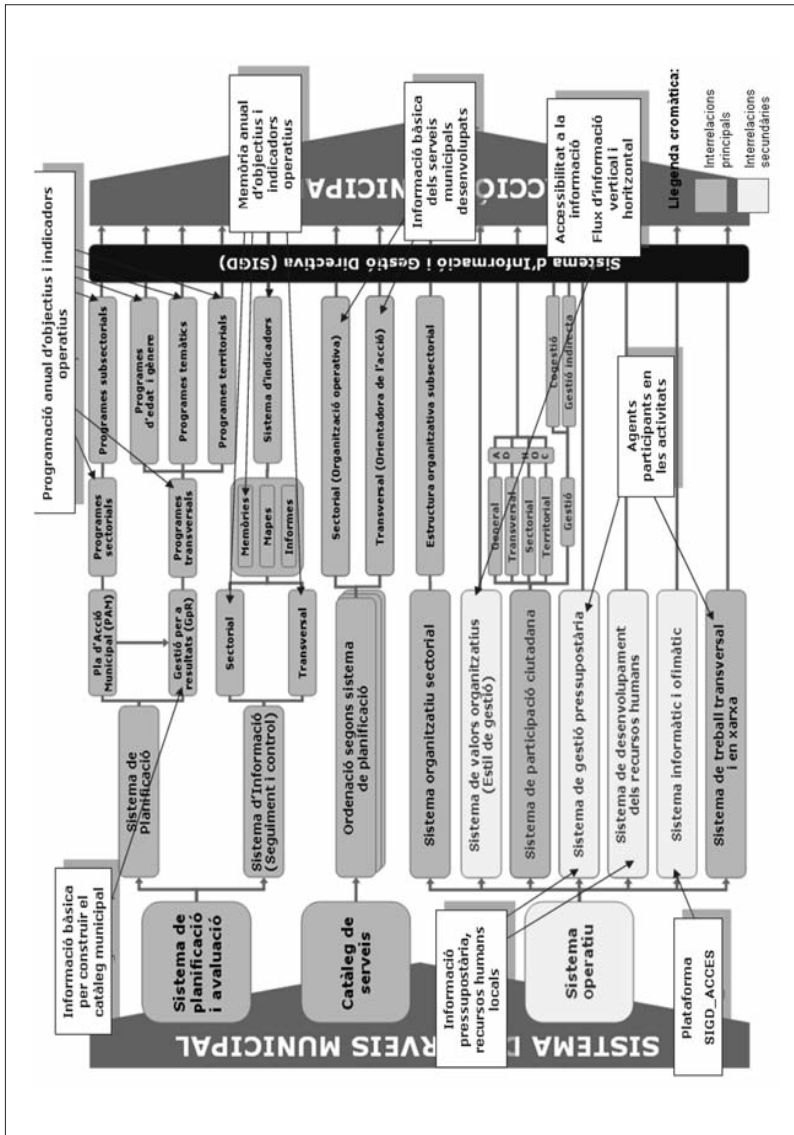 Informació bàsica
per construir el
catàleg municipal
Programació anual d'objectius i indicadors
operatius
Memòria anual
d'objectius i
indicadors
operatius
Informació bàsica
dels serveis
municipals
desenvolupats
Accessibilitat a la
informació
Flux d'informació
vertical i
horitzontal
Agents
participants en
les activitats
Informació
pressupostària,
recursos humans
locals
Plataforma
SIGD_ACCES
SISTEMA D
RVEIS MUNICIPAL
Sistema de
planificació
i avaluació
Catàleg de
serveis
Sistema
operatiu
Sistema de
Planificació
Sistema d'Informació
(Seguiment i control)
Ordenació segons sistema
de planificació
Sistema organitzatiu sectorial
Sistema de valors organitzatius
(Estil de gestió)
Sistema de participació ciutadana
Sistema de gestió pressupostària
Sistema de desenvolupament
dels recursos humans
Sistema informàtic i ofimàtic
Sistema de treball transversal
i en xarxa
Pla d'Acció
Municipal (PAM)
Gestió per a
resultats (GpR)
Sectorial
Transversal
Programes
sectorials
Programes
transversals
Memòries
Mapes
Informes
Programes subsectorials
Programes
d'edat i gènere
Programes temàtics
Programes territorials
Sistema d'indicadors
Sectorial (Organització operativa)
Transversal (Orientadora de l'acció)
Estructura organitzativa subsectorial
General
Transversal
Sectorial
Territorial
Gestió
A
D
H
O
C
Cogestió
Gestió indirecta
Sistema d'Informació i Gestió Directiva (SIGD)
CCIÓ
UNICIPA
Llegenda cromàtica:
Interrelacions
principals
Interrelacions
secundàries